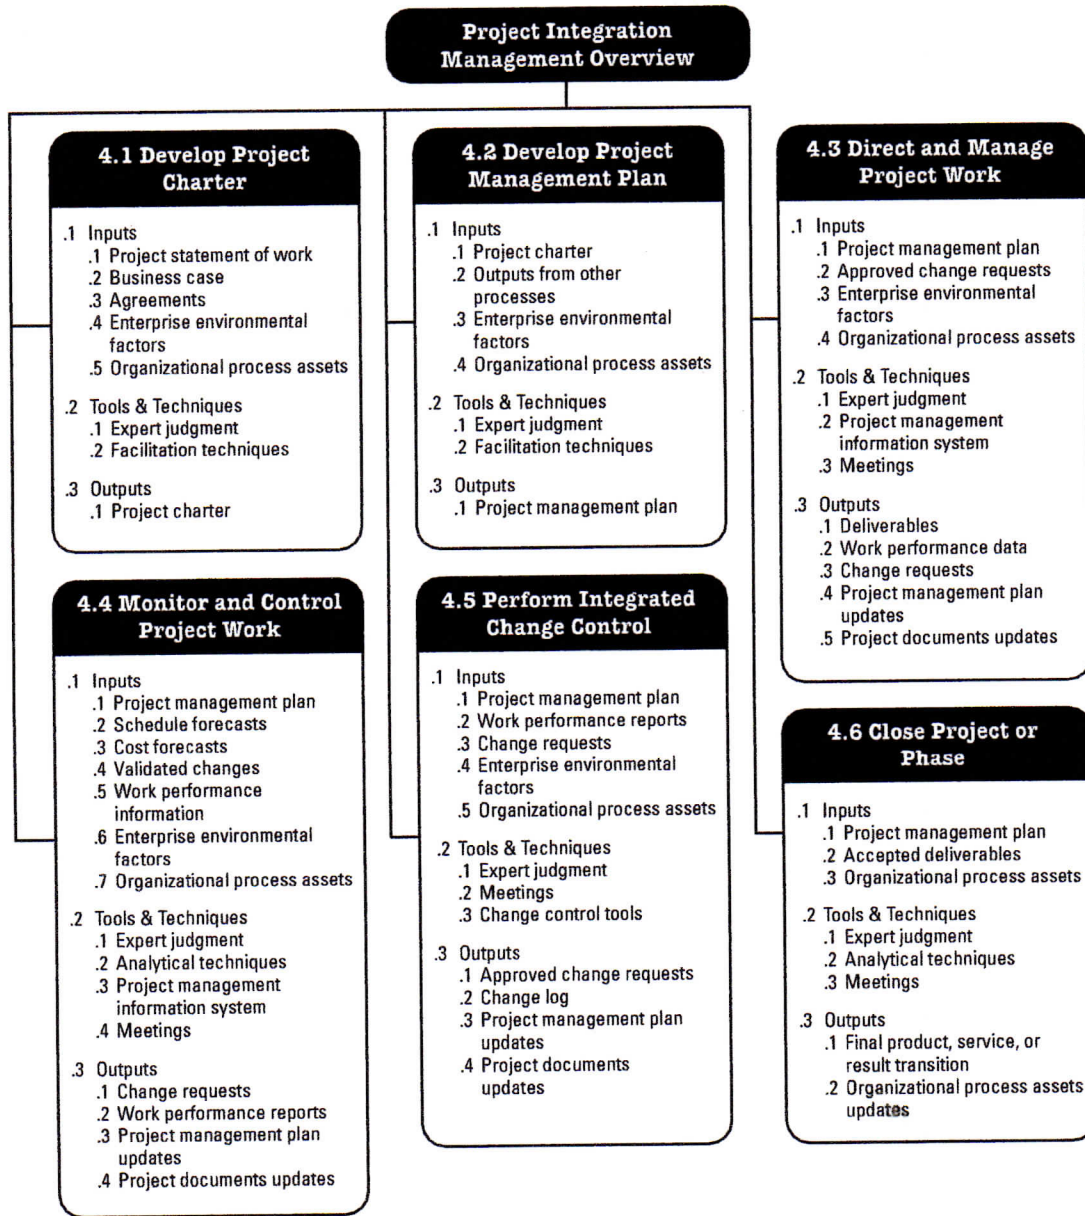 Project Integration
Management Overview
4.1 Develop Project
Charter
.1 Inputs
.1 Project statement of work
.2 Business case
.3 Agreements
.4 Enterprise environmental
factors
.5 Organizational process assets
.2 Tools & Techniques
.1 Expert judgment
.2 Facilitation techniques
.3 Outputs
.1 Project charter
4.2 Develop Project
Management Plan
.1 Inputs
.1 Project charter
.2 Outputs from other
processes
.3 Enterprise environmental
factors
.4 Organizational process assets
.2 Tools & Techniques
.1 Expert judgment
.2 Facilitation techniques
.3 Outputs
.1 Project management plan
4.3 Direct and Manage
Project Work
.1 Inputs
.1 Project management plan
.2 Approved change requests
.3 Enterprise environmental
factors
.4 Organizational process assets
.2 Tools & Techniques
.1 Expert judgment
.2 Project management
information system
.3 Meetings
.3 Outputs
.1 Deliverables
.2 Work performance data
.3 Change requests
.4 Project management plan
updates
.5 Project documents updates
4.4 Monitor and Control
Project Work
.1 Inputs
.1 Project management plan
.2 Schedule forecasts
.3 Cost forecasts
.4 Validated changes
.5 Work performance
information
.6 Enterprise environmental
factors
.7 Organizational process assets
.2 Tools & Techniques
.1 Expert judgment
.2 Analytical techniques
.3 Project management
information system
.4 Meetings
.3 Outputs
.1 Change requests
.2 Work performance reports
.3 Project management plan
updates
.4 Project documents updates
4.5 Perform Integrated
Change Control
.1 Inputs
.1 Project management plan
.2 Work performance reports
.3 Change requests
.4 Enterprise environmental
factors
.5 Organizational process assets
.2 Tools & Techniques
.1 Expert judgment
.2 Meetings
.3 Change control tools
.3 Outputs
.1 Approved change requests
.2 Change log
.3 Project management plan
updates
.4 Project documents
updates
4.6 Close Project or
Phase
.1 Inputs
.1 Project management plan
.2 Accepted deliverables
.3 Organizational process assets
.2 Tools & Techniques
.1 Expert judgment
.2 Analytical techniques
.3 Meetings
.3 Outputs
.1 Final product, service, or
result transition
.2 Organizational process assets
updates